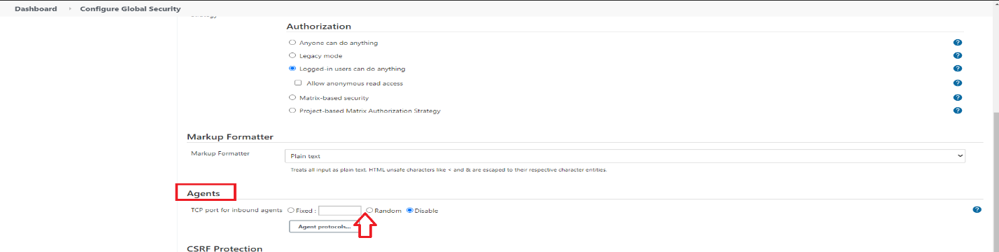 Dashboard › Configure Global Security
Strategy
Authorization
Anyone can do anything ?
Legacy mode ?
Logged-in users can do anything ?
Allow anonymous read access ?
Matrix-based security ?
Project-based Matrix Authorization Strategy ?
Markup Formatter
Markup Formatter Plain text
Treats all input as plain text. HTML unsafe characters like < and & are escaped to their respective character entities.
Agents
TCP port for inbound agents Fixed : Random Disable ?
Agent protocols...
CSRF Protection